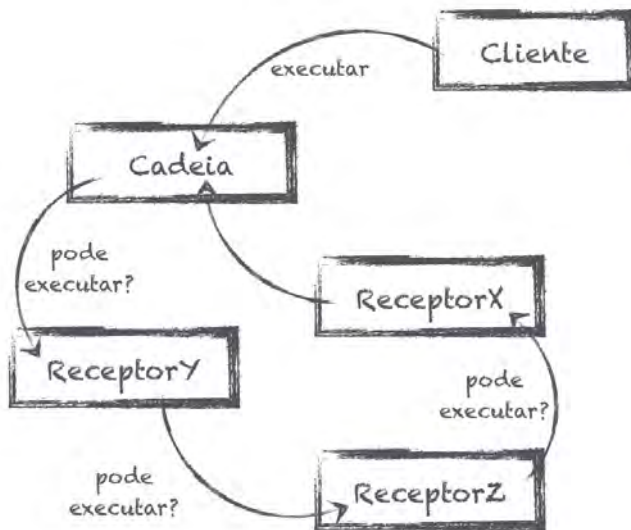 Cliente
executar
Cadeia
pode
executar?
ReceptorX
ReceptorY
pode
executar?
pode
executar?
ReceptorZ